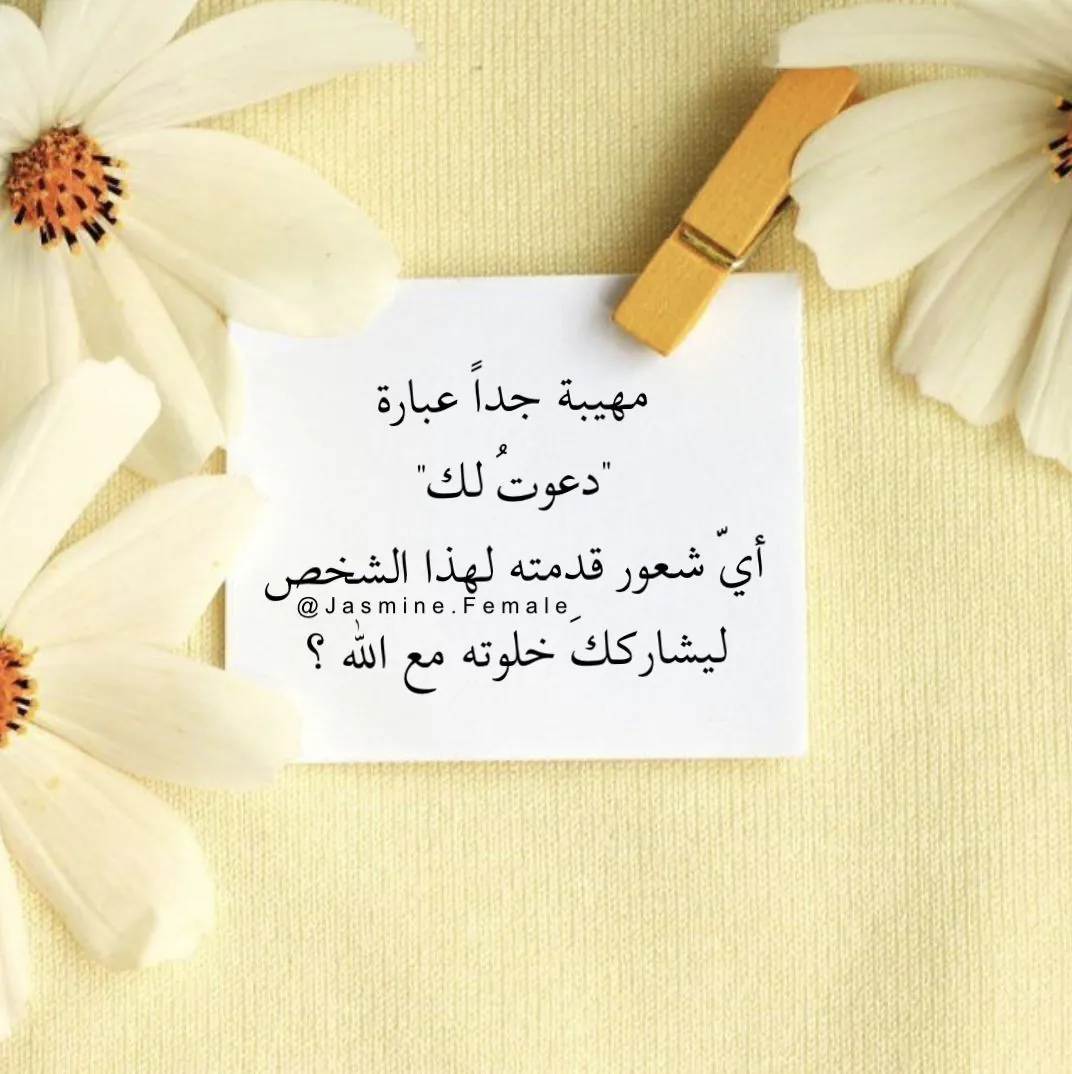 مهيبة جداً عبارة
"دعوتُ لك"
أيّ شعور قدمته لهذا الشخص
@Jasmine.Female
ليشارككَ خلوته مع الله ؟